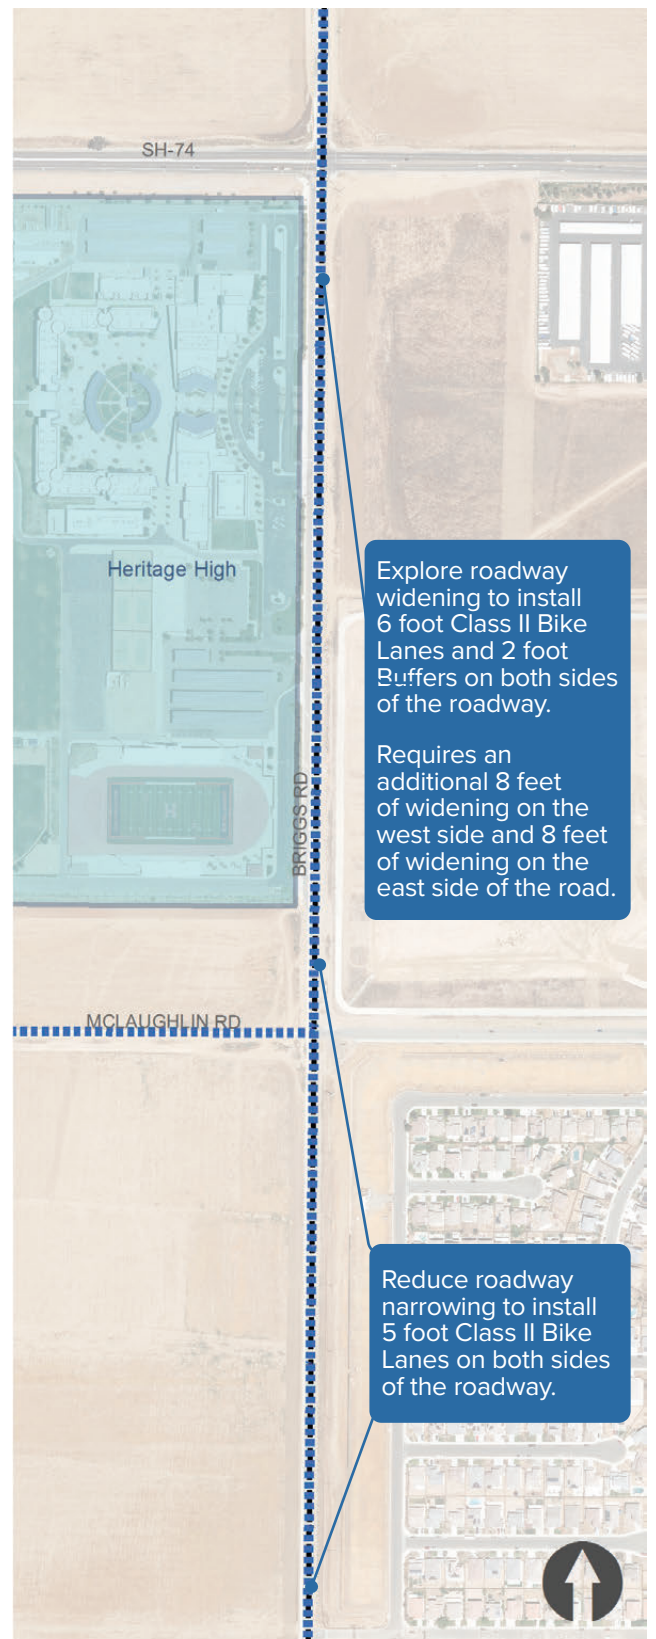 SH-74
Heritage High
BRIGGS RD
Explore roadway
widening to install
6 foot Class II Bike
Lanes and 2 foot
Buffers on both sides
of the roadway.
Requires an
additional 8 feet
of widening on the
west side and 8 feet
of widening on the
east side of the road.
MCLAUGHLIN RD
Reduce roadway
narrowing to install
5 foot Class II Bike
Lanes on both sides
of the roadway.